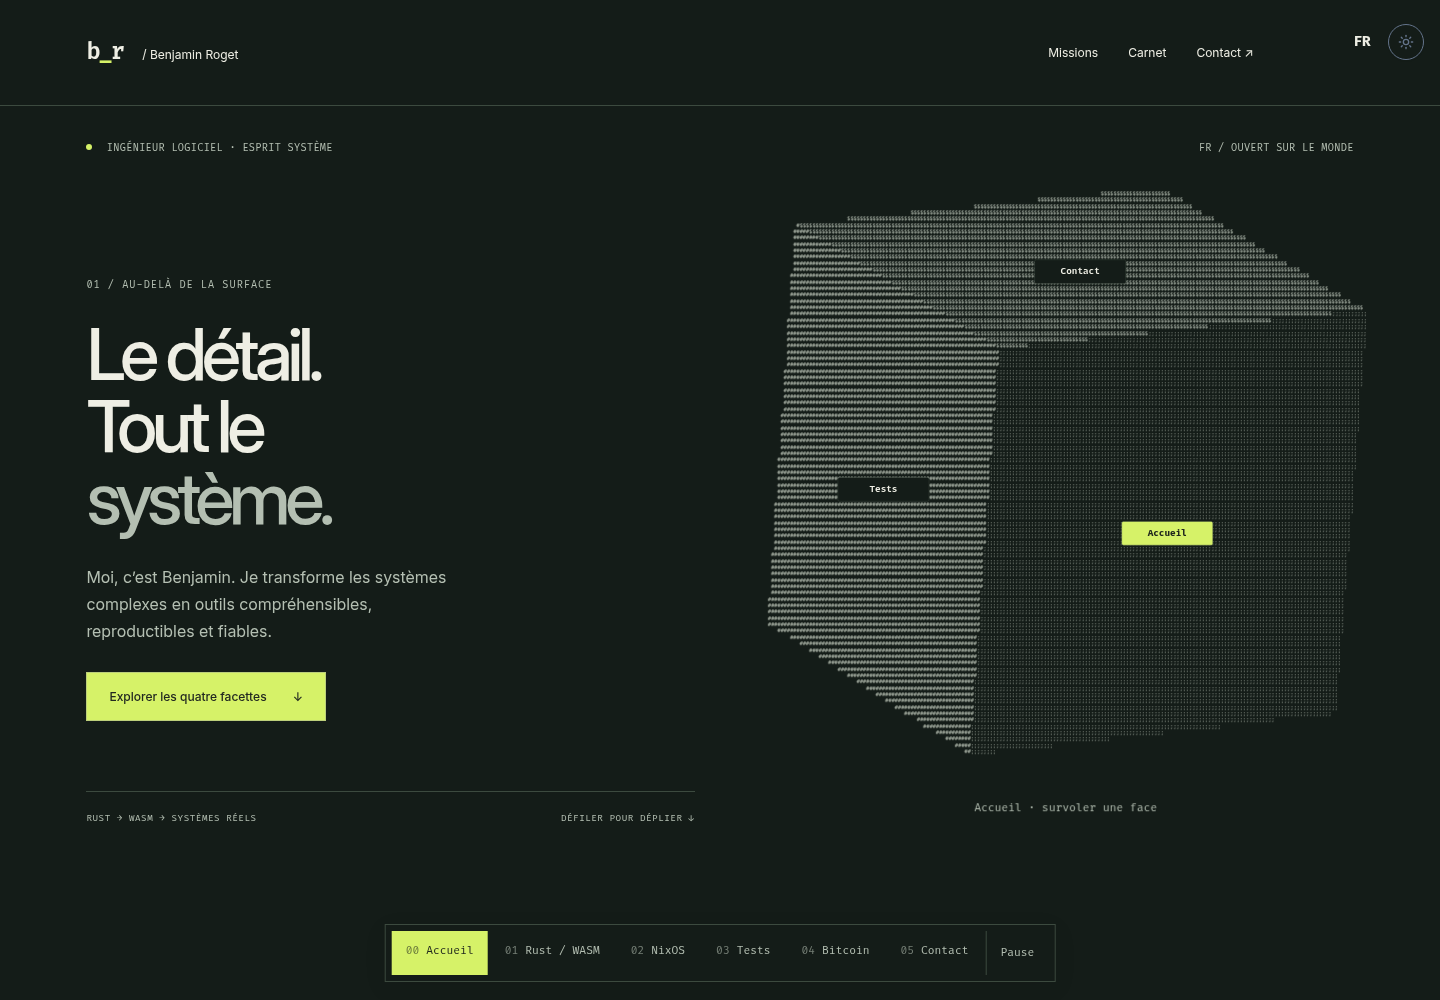 b_r / Benjamin Roget
Missions Carnet Contact ↗ FR
INGÉNIEUR LOGICIEL · ESPRIT SYSTÈME
FR / OUVERT SUR LE MONDE
01 / AU-DELÀ DE LA SURFACE
Le détail.
Tout le
système.
Moi, c'est Benjamin. Je transforme les systèmes
complexes en outils compréhensibles,
reproductibles et fiables.
Explorer les quatre facettes ↓
RUST → WASM → SYSTÈMES RÉELS
DÉFILER POUR DÉPLIER ↓
Contact
Tests
Accueil
Accueil · survoler une face
00 Accueil 01 Rust / WASM 02 NixOS 03 Tests 04 Bitcoin 05 Contact Pause